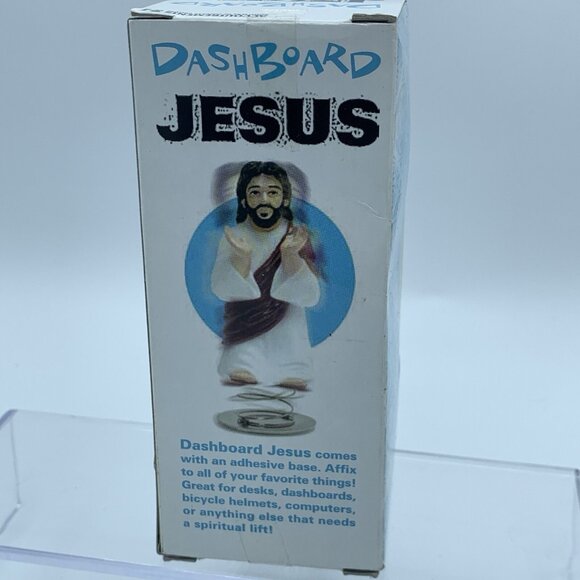 DASHBOARD
JESUS
Dashboard Jesus comes
with an adhesive base. Affix
to all of your favorite things!
Great for desks, dashboards,
bicycle helmets, computers,
or anything else that needs
a spiritual lift!